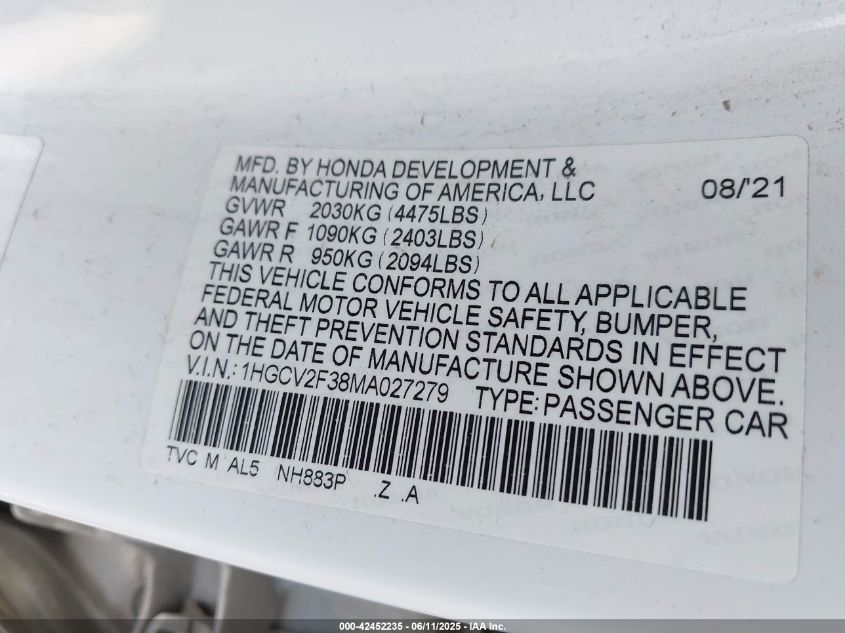 MFD. BY HONDA DEVELOPMENT &
MANUFACTURING OF AMERICA, LLC 08/'21
GVWR 2030KG (4475LBS)
GAWR F 1090KG (2403LBS)
GAWR R 950KG (2094LBS)
THIS VEHICLE CONFORMS TO ALL APPLICABLE
FEDERAL MOTOR VEHICLE SAFETY, BUMPER,
AND THEFT PREVENTION STANDARDS IN EFFECT
ON THE DATE OF MANUFACTURE SHOWN ABOVE.
V.I.N.: 1HGCV2F38MA027279 TYPE: PASSENGER CAR
TVC M AL5 NH883P .Z .A
000-42452235 - 06/11/2025 - IAA Inc.